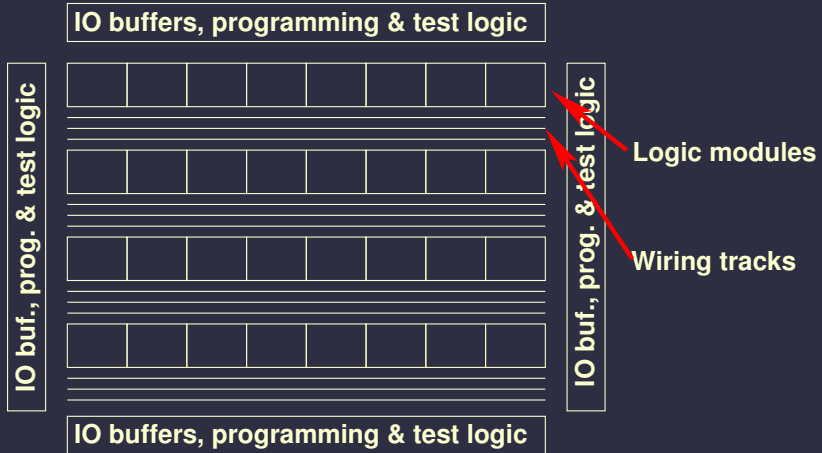 IO buffers, programming & test logic
IO buf., prog. & test logic
IO buf., prog. & test logic
Logic modules
Wiring tracks
IO buffers, programming & test logic